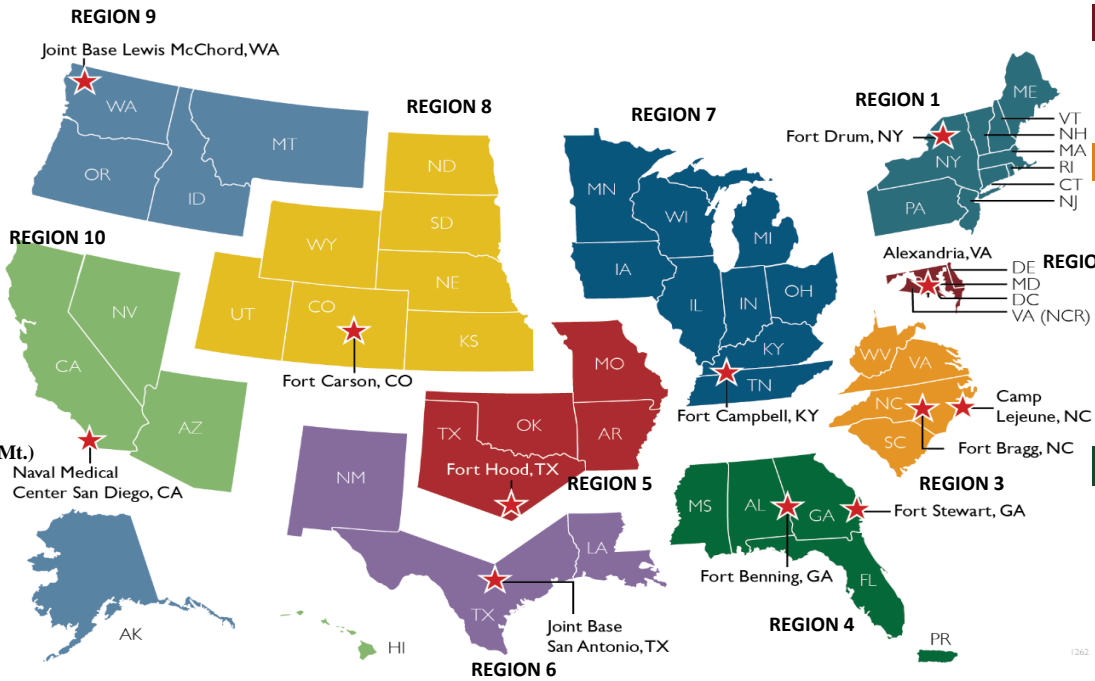 REGION 9
Joint Base Lewis McChord, WA
WA
MT
OR
ID
REGION 8
ND
SD
WY
NE
UT
CO
KS
Fort Carson, CO
REGION 7
MN
WI
MI
IA
IL
IN
OH
KY
TN
Fort Campbell, KY
REGION 1
Fort Drum, NY
ME
VT
NH
MA
RI
CT
NJ
NY
PA
Alexandria, VA
REGIO
DE
MD
DC
VA (NCR)
REGION 10
NV
CA
AZ
Mt.)
Naval Medical
Center San Diego, CA
MO
TX
OK
AR
Fort Hood, TX
REGION 5
WV
VA
NC
SC
Camp
Lejeune, NC
Fort Bragg, NC
REGION 3
NM
LA
TX
Joint Base
San Antonio, TX
REGION 6
MS
AL
GA
Fort Stewart, GA
Fort Benning, GA
FL
REGION 4
PR
AK
HI
1262